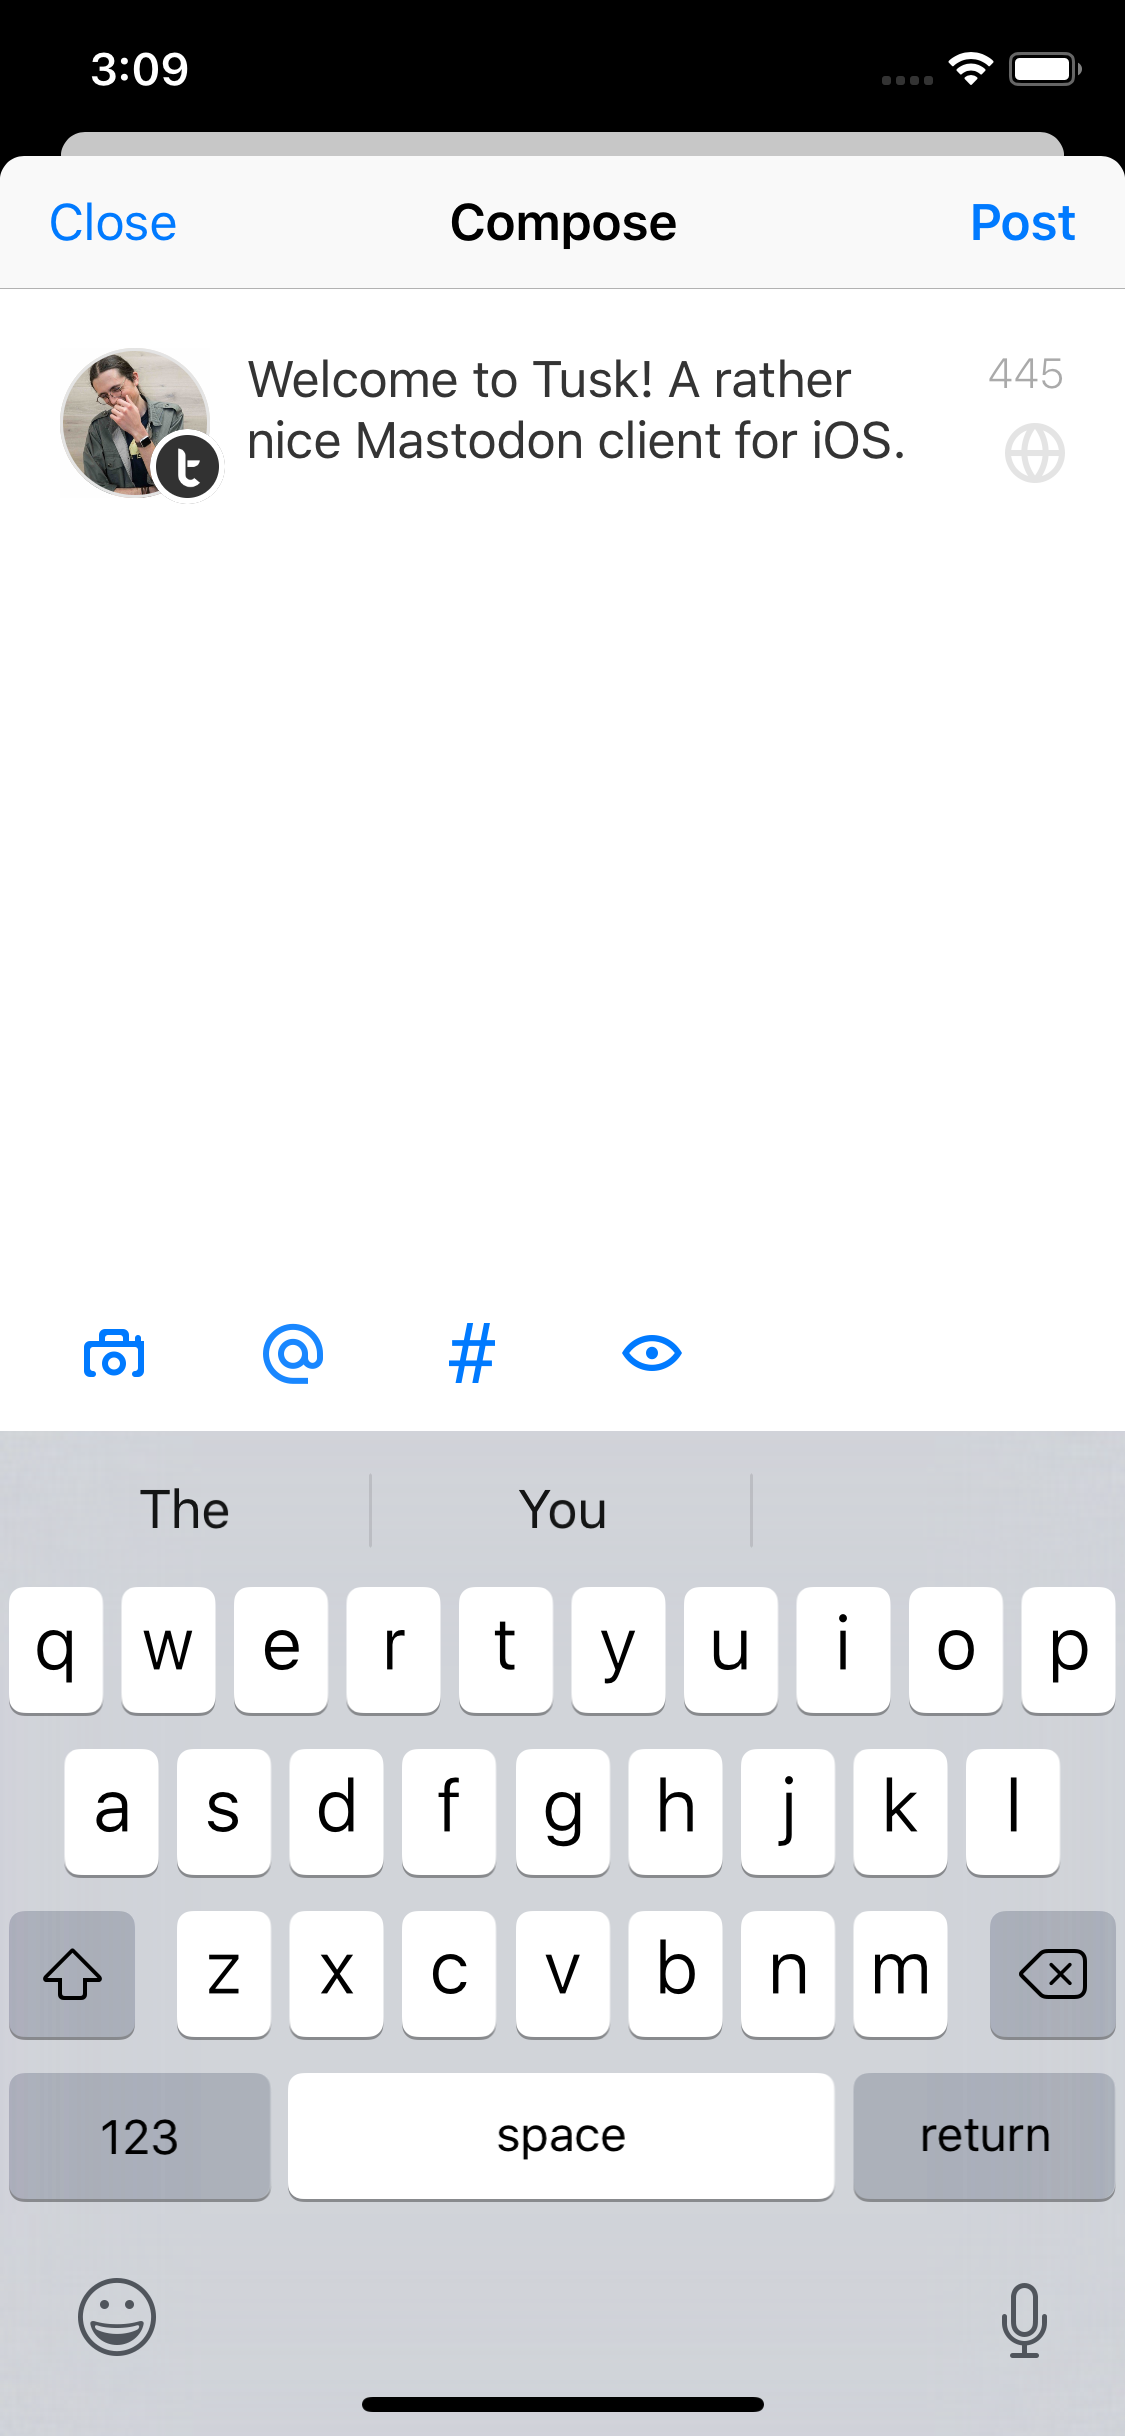 3:09
Close Compose Post
Welcome to Tusk! A rather
nice Mastodon client for iOS.
445
@ #
The You
q w e r t y u i o p
a s d f g h j k l
z x c v b n m
123 space return